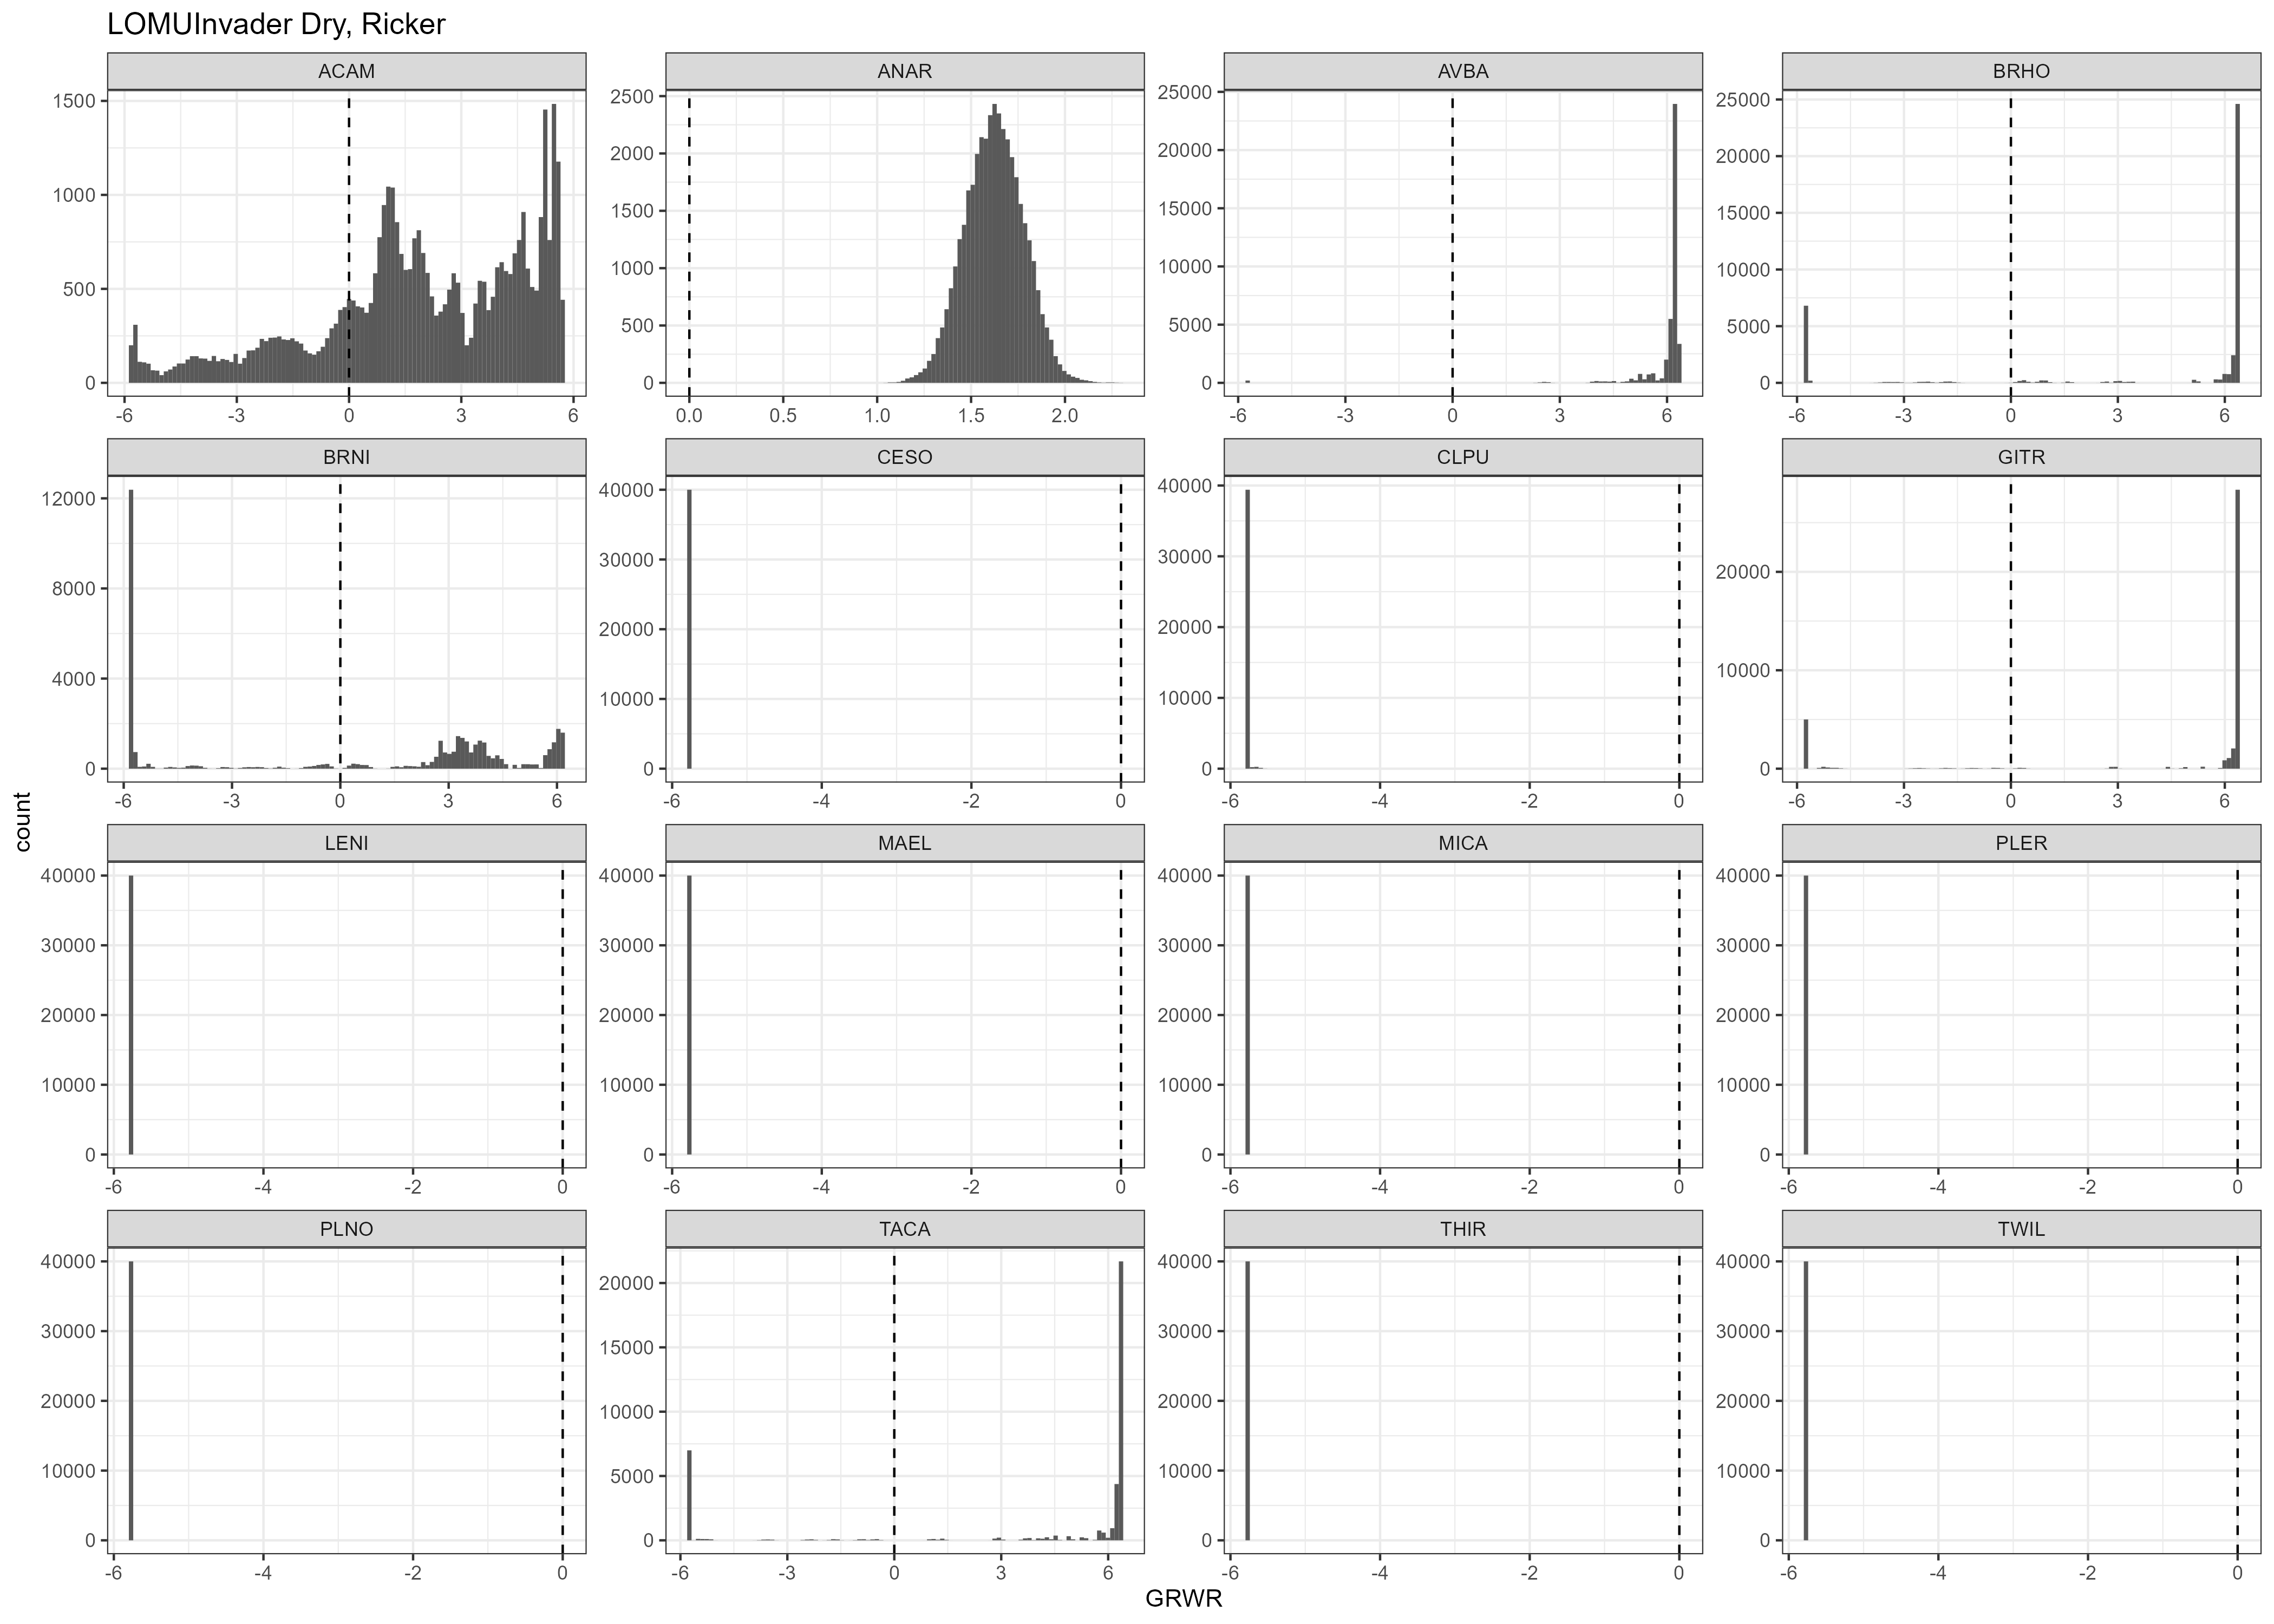 LOMUInvader Dry, Ricker
ACAM
ANAR
AVBA
BRHO
1500
1000
500
0
-6 -3 0 3 6
2500
2000
1500
1000
500
0
0.0 0.5 1.0 1.5 2.0
25000
20000
15000
10000
5000
0
-6 -3 0 3 6
25000
20000
15000
10000
5000
0
-6 -3 0 3 6
BRNI
CESO
CLPU
GITR
12000
8000
4000
0
-6 -3 0 3 6
40000
30000
20000
10000
0
-6 -4 -2 0
40000
30000
20000
10000
0
-6 -4 -2 0
20000
10000
0
-6 -3 0 3 6
count
LENI
MAEL
MICA
PLER
40000
30000
20000
10000
0
-6 -4 -2 0
40000
30000
20000
10000
0
-6 -4 -2 0
40000
30000
20000
10000
0
-6 -4 -2 0
40000
30000
20000
10000
0
-6 -4 -2 0
PLNO
TACA
THIR
TWIL
40000
30000
20000
10000
0
-6 -4 -2 0
20000
15000
10000
5000
0
-6 -3 0 3 6
40000
30000
20000
10000
0
-6 -4 -2 0
40000
30000
20000
10000
0
-6 -4 -2 0
GRWR